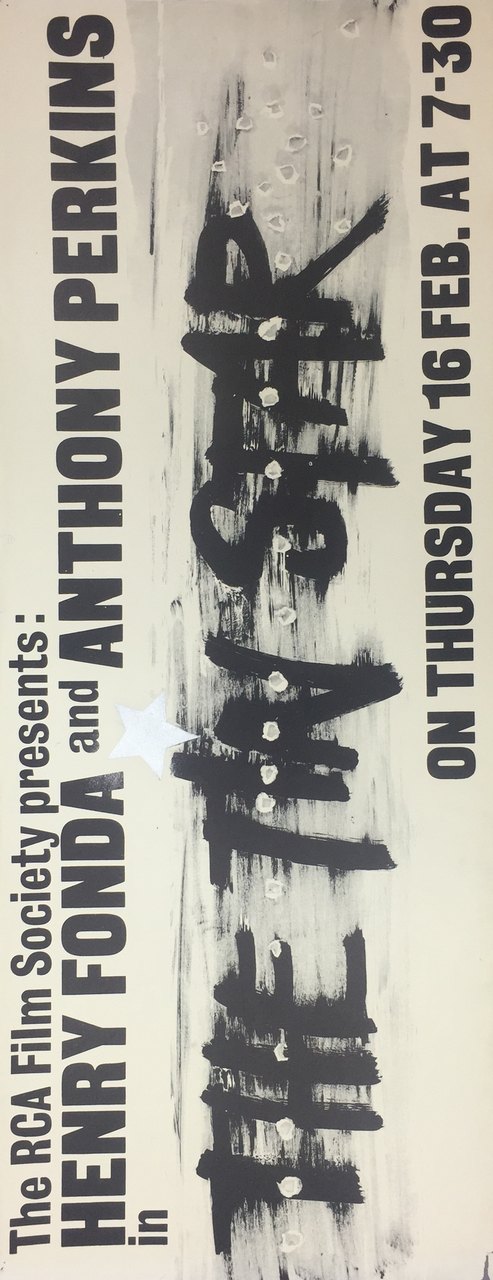 The RCA Film Society presents:
HENRY FONDA and ANTHONY PERKINS
in
THE TIN STAR
ON THURSDAY 16 FEB. AT 7-30